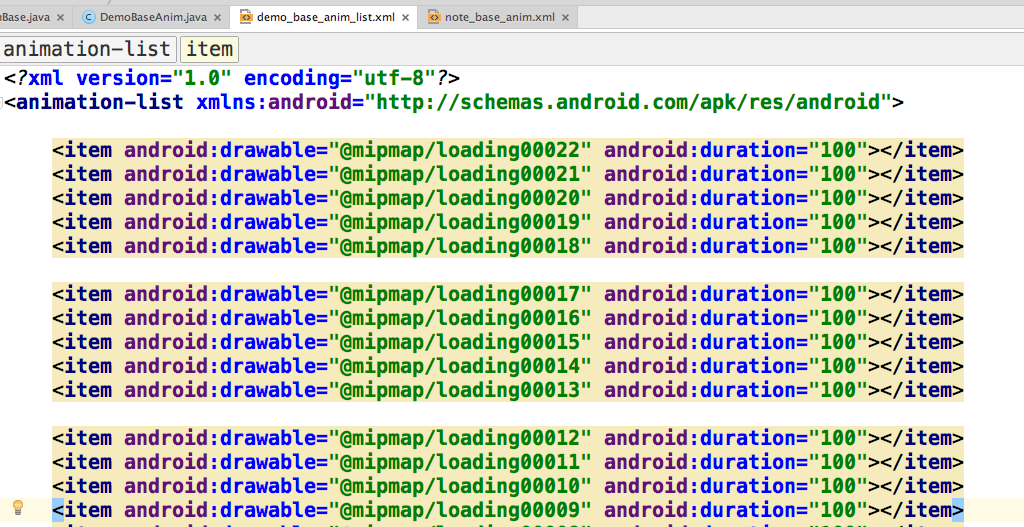 nBase.java × DemoBaseAnim.java × demo_base_anim_list.xml × note_base_anim.xml ×
animation-list item
<?xml version="1.0" encoding="utf-8"?>
<animation-list xmlns:android="http://schemas.android.com/apk/res/android">
<item android:drawable="@mipmap/loading00022" android:duration="100"></item>
<item android:drawable="@mipmap/loading00021" android:duration="100"></item>
<item android:drawable="@mipmap/loading00020" android:duration="100"></item>
<item android:drawable="@mipmap/loading00019" android:duration="100"></item>
<item android:drawable="@mipmap/loading00018" android:duration="100"></item>
<item android:drawable="@mipmap/loading00017" android:duration="100"></item>
<item android:drawable="@mipmap/loading00016" android:duration="100"></item>
<item android:drawable="@mipmap/loading00015" android:duration="100"></item>
<item android:drawable="@mipmap/loading00014" android:duration="100"></item>
<item android:drawable="@mipmap/loading00013" android:duration="100"></item>
<item android:drawable="@mipmap/loading00012" android:duration="100"></item>
<item android:drawable="@mipmap/loading00011" android:duration="100"></item>
<item android:drawable="@mipmap/loading00010" android:duration="100"></item>
<item android:drawable="@mipmap/loading00009" android:duration="100"></item>